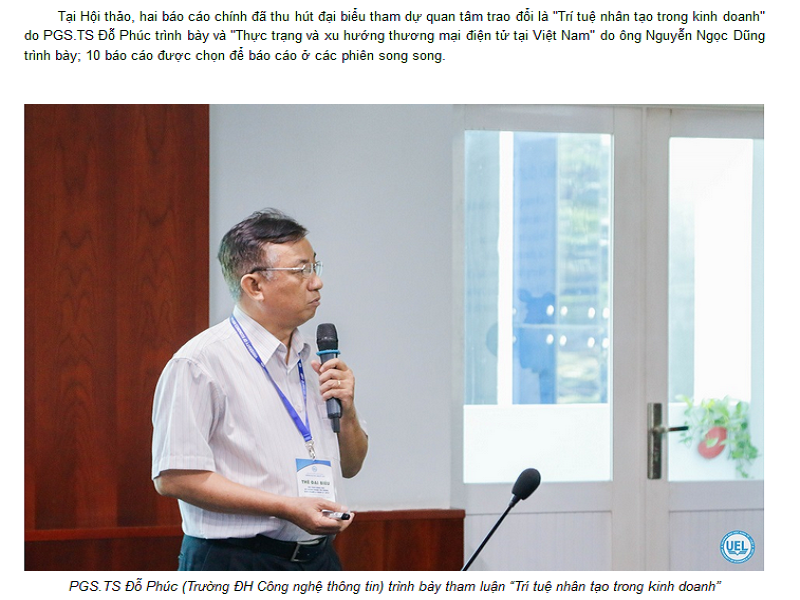 Tại Hội thảo, hai báo cáo chính đã thu hút đại biểu tham dự quan tâm trao đổi là "Trí tuệ nhân tạo trong kinh doanh"
do PGS.TS Đỗ Phúc trình bày và "Thực trạng và xu hướng thương mại điện tử tại Việt Nam" do ông Nguyễn Ngọc Dũng
trình bày; 10 báo cáo được chọn để báo cáo ở các phiên song song.
THẺ ĐẠI BIỂU
UEL
PGS.TS Đỗ Phúc (Trường ĐH Công nghệ thông tin) trình bày tham luận “Trí tuệ nhân tạo trong kinh doanh”